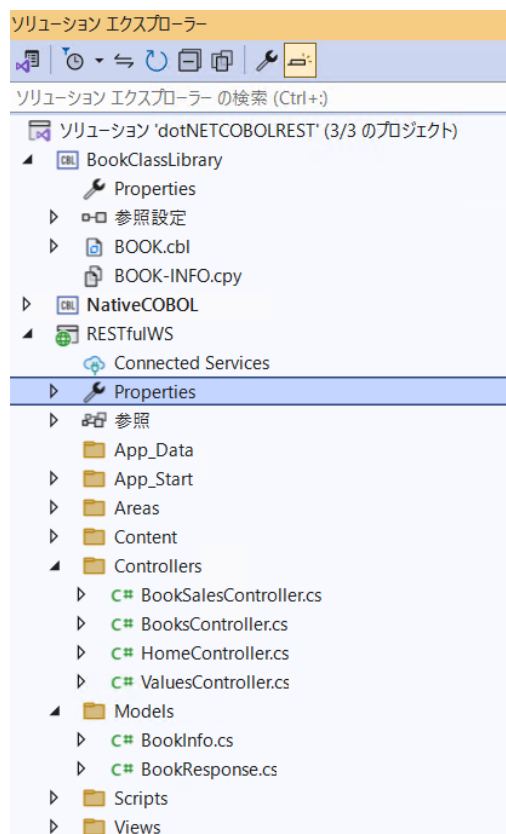 ソリューション エクスプローラー
ソリューション エクスプローラー の検索 (Ctrl+:)
ソリューション 'dotNETCOBOLREST' (3/3 のプロジェクト)
CBL BookClassLibrary
Properties
参照設定
BOOK.cbl
BOOK-INFO.cpy
CBL NativeCOBOL
RESTfulWS
Connected Services
Properties
参照
App_Data
App_Start
Areas
Content
Controllers
C# BookSalesController.cs
C# BooksController.cs
C# HomeController.cs
C# ValuesController.cs
Models
C# BookInfo.cs
C# BookResponse.cs
Scripts
Views